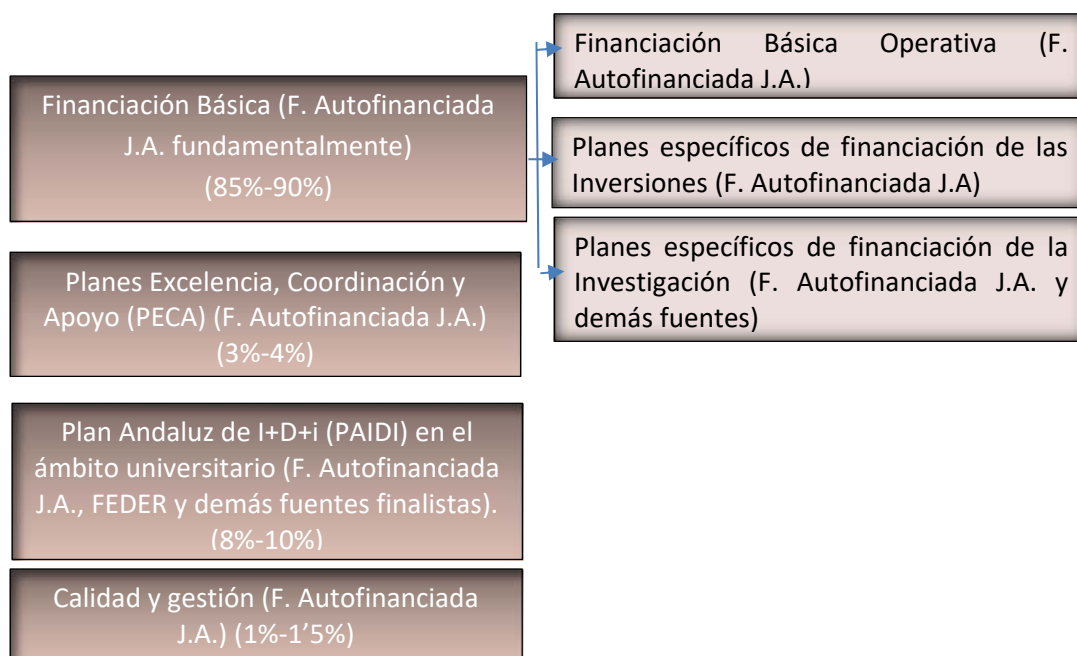 Financiación Básica (F. Autofinanciada
J.A. fundamentalmente)
(85%-90%)
Financiación Básica Operativa (F.
Autofinanciada J.A.)
Planes específicos de financiación de las
Inversiones (F. Autofinanciada J.A)
Planes específicos de financiación de la
Investigación (F. Autofinanciada J.A. y
demás fuentes)
Planes Excelencia, Coordinación y
Apoyo (PECA) (F. Autofinanciada J.A.)
(3%-4%)
Plan Andaluz de I+D+i (PAIDI) en el
ámbito universitario (F. Autofinanciada
J.A., FEDER y demás fuentes finalistas).
(8%-10%)
Calidad y gestión (F. Autofinanciada
J.A.) (1%-1’5%)